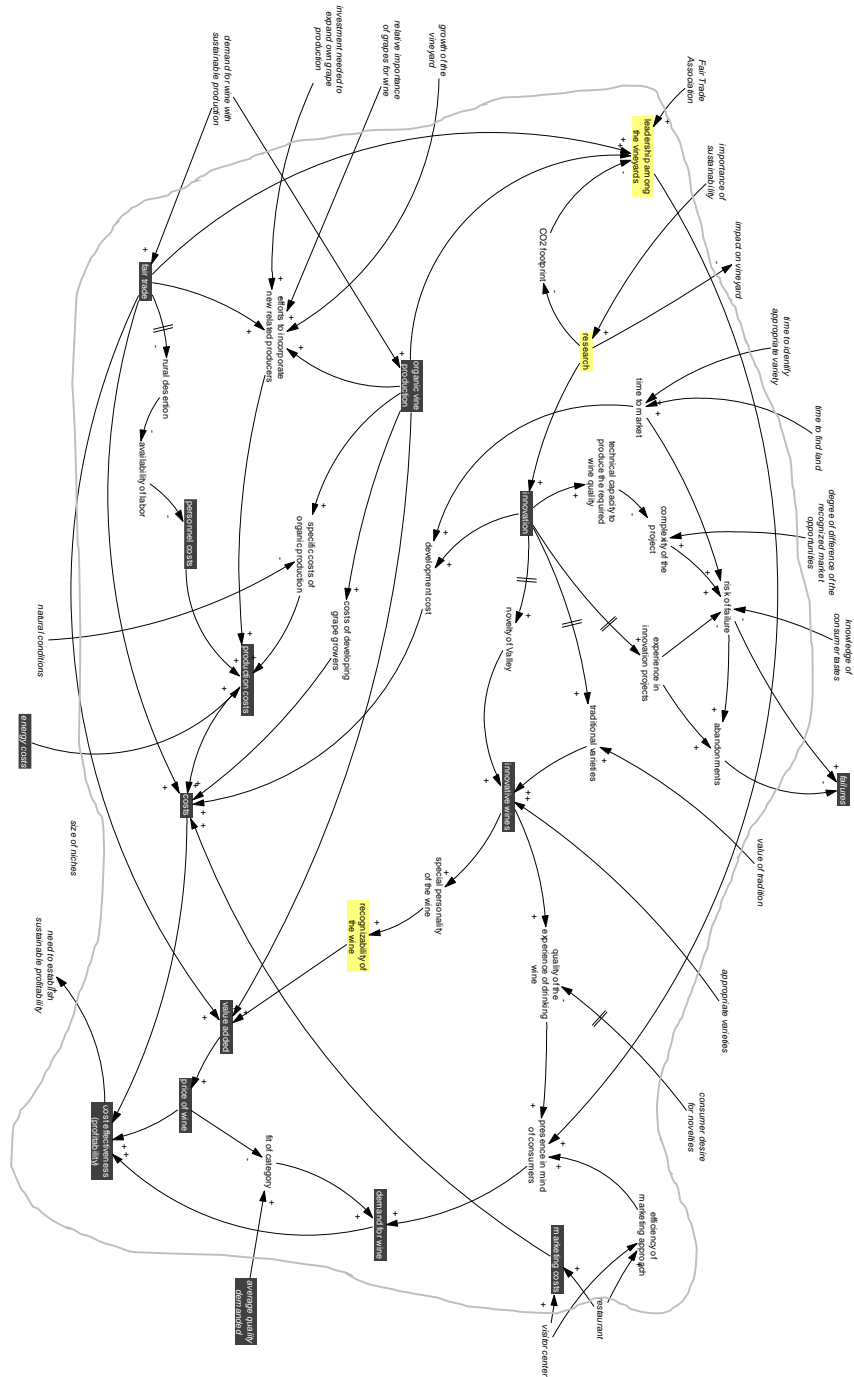 growth of the
vineyard
relative importance
of grapes for wine
investment needed to
expand own grape
production
demand for wine with
sustainable production
Fair Trade
Association
leadership among
the vineyards
importance of
sustainability
impact on vineyard
CO2 footprint
research
time to identify
appropriate variety
time to find land
time to market
fair trade
efforts to incorporate
new related producers
organic vine
production
rural desertion
availability of labor
personnel costs
technical capacity to
produce the required
wine quality
complexity of the
project
degree of difference of the
recognized market
opportunities
innovation
development cost
specific costs of
organic production
costs of developing
grape growers
natural conditions
energy costs
production costs
novelty of Valley
experience in
innovation projects
risk of failure
knowledge of
consumer tastes
traditional varieties
abandonments
failures
innovative wines
costs
size of niches
value of tradition
special personality
of the wine
recognizability of
the wine
quality of the
experience of drinking
wine
appropriate varieties
need to establish
sustainable profitability
value added
price of wine
cost effectiveness
(profitability)
fit of category
presence in mind
of consumers
consumer desire
for novelties
demand for wine
efficiency of
marketing approach
marketing costs
restaurant
visitor center
average quality
demanded